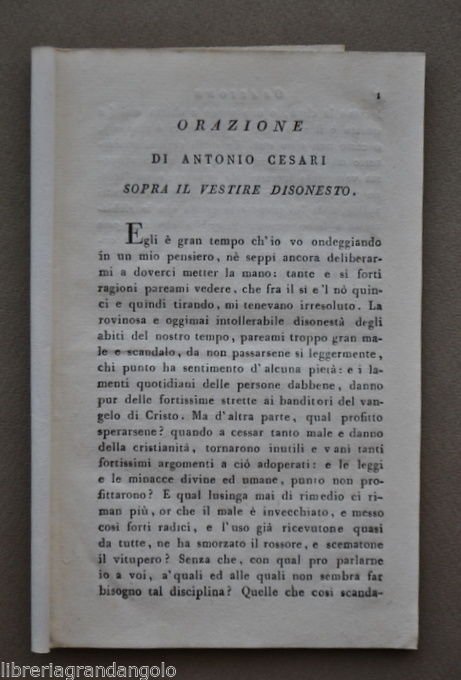 1
ORAZIONE
DI ANTONIO CESARI
SOPRA IL VESTIRE DISONESTO.
Egli è gran tempo ch'io vo ondeggiando
in un mio pensiero, nè seppi ancora deliberar-
mi a doverci metter la mano: tante e si forti
ragioni pareami vedere, che fra il si e'l nò quin-
ci e quindi tirando, mi tenevano irresoluto. La
rovinosa e oggimai intollerabile disonestà degli
abiti del nostro tempo, pareami troppo gran ma-
le e scandalo, da non passarsene si leggermente,
chi punto ha sentimento d'alcuna pietà: e i la-
menti quotidiani delle persone dabbene, danno
pur delle fortissime strette ai banditori del van-
gelo di Cristo. Ma d'altra parte, qual profitto
sperarsene? quando a cessar tanto male e danno
della cristianità, tornarono inutili e vani tanti
fortissimi argomenti a ciò adoperati: e le leggi
e le minacce divine ed umane, punto non pro-
fittarono? E qual lusinga mai di rimedio ci ri-
man più, or che il male è invecchiato, e messo
cosi forti radici, e l'uso già ricevutone quasi
da tutte, ne ha smorzato il rossore, e scematone
il vitupero? Senza che, con qual pro parlarne
io a voi, a'quali ed alle quali non sembra far
bisogno tal disciplina? Quelle che cosi scanda-
libreriagrandangolo